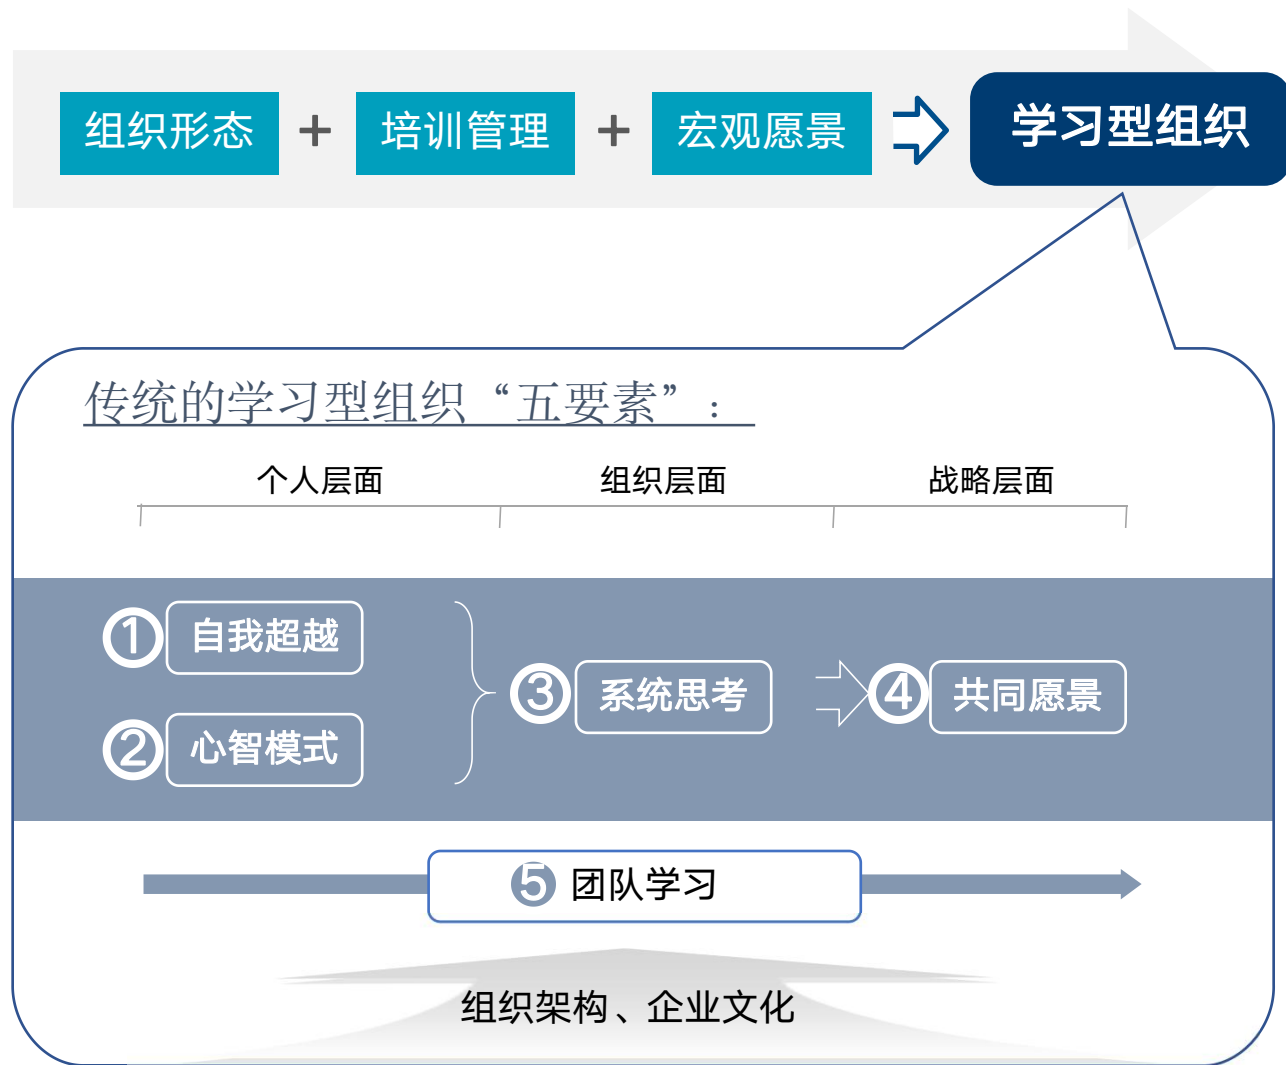 组织形态 + 培训管理 + 宏观愿景 学习型组织
传统的学习型组织“五要素”:
个人层面 组织层面 战略层面
① 自我超越
③ 系统思考 ④ 共同愿景
② 心智模式
⑤ 团队学习
组织架构、企业文化